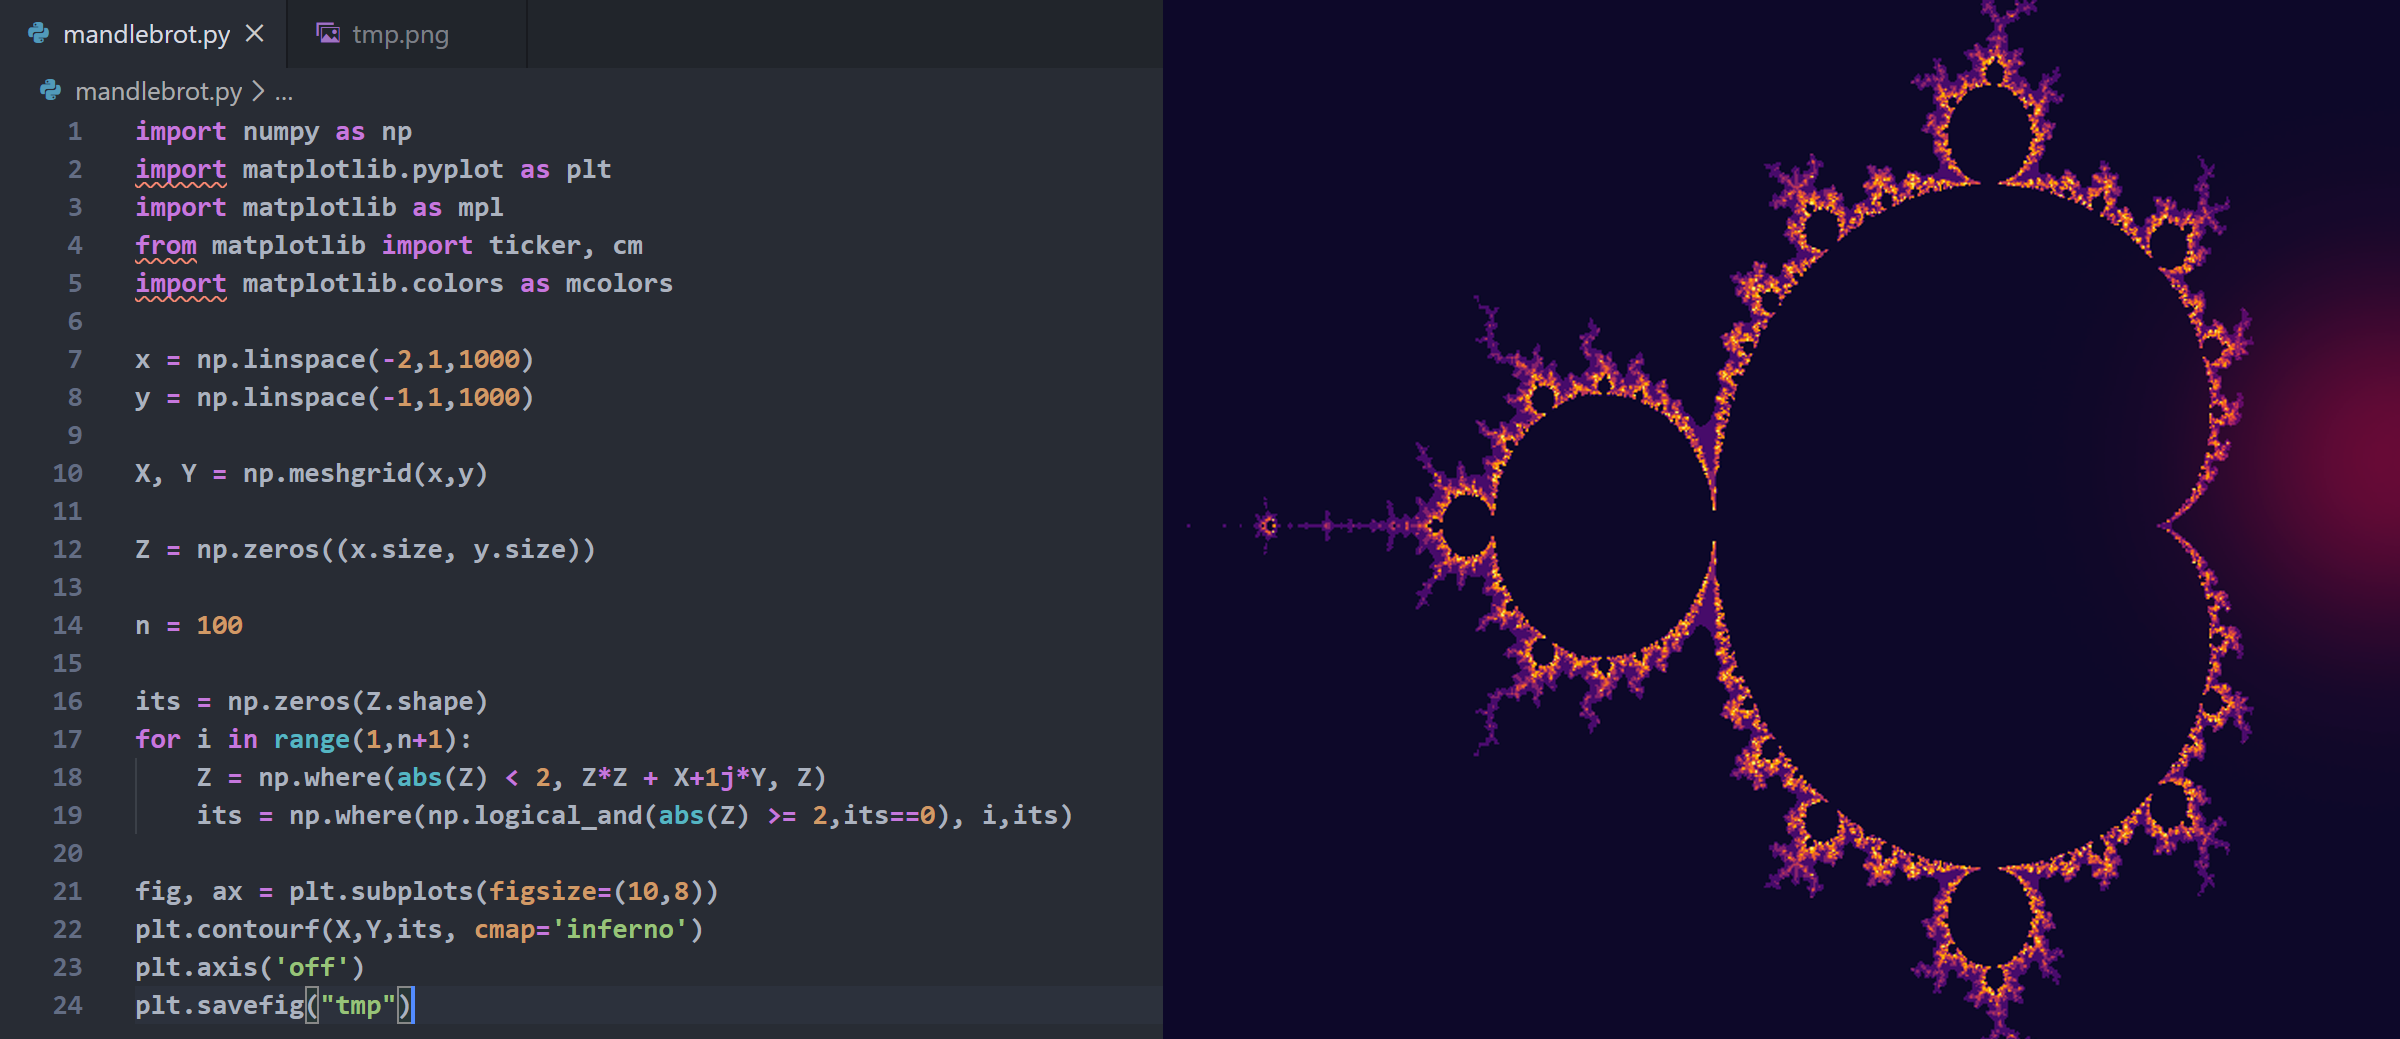 mandlebrot.py
tmp.png
mandlebrot.py > ...
1 import numpy as np
2 import matplotlib.pyplot as plt
3 import matplotlib as mpl
4 from matplotlib import ticker, cm
5 import matplotlib.colors as mcolors
6
7 x = np.linspace(-2,1,1000)
8 y = np.linspace(-1,1,1000)
9
10 X, Y = np.meshgrid(x,y)
11
12 Z = np.zeros((x.size, y.size))
13
14 n = 100
15
16 its = np.zeros(Z.shape)
17 for i in range(1,n+1):
18     Z = np.where(abs(Z) < 2, Z*Z + X+1j*Y, Z)
19     its = np.where(np.logical_and(abs(Z) >= 2,its==0), i,its)
20
21 fig, ax = plt.subplots(figsize=(10,8))
22 plt.contourf(X,Y,its, cmap='inferno')
23 plt.axis('off')
24 plt.savefig("tmp")